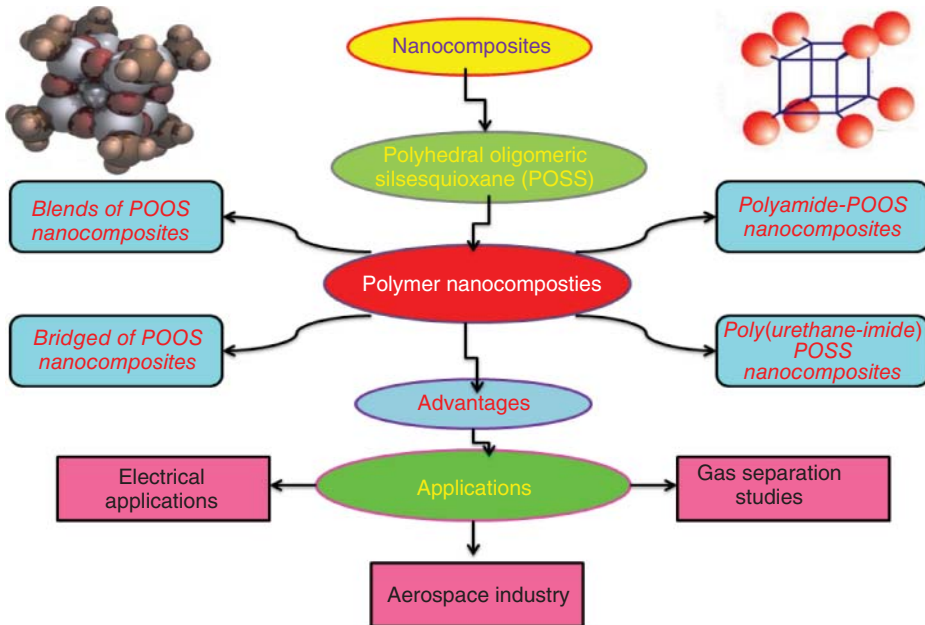 Nanocomposites
Polyhedral oligomeric
silsesquioxane (POSS)
Blends of POOS
nanocomposites
Polyamide-POOS
nanocomposites
Polymer nanocomposties
Bridged of POOS
nanocomposites
Poly(urethane-imide)
POSS
nanocomposites
Advantages
Electrical
applications
Applications
Gas separation
studies
Aerospace industry